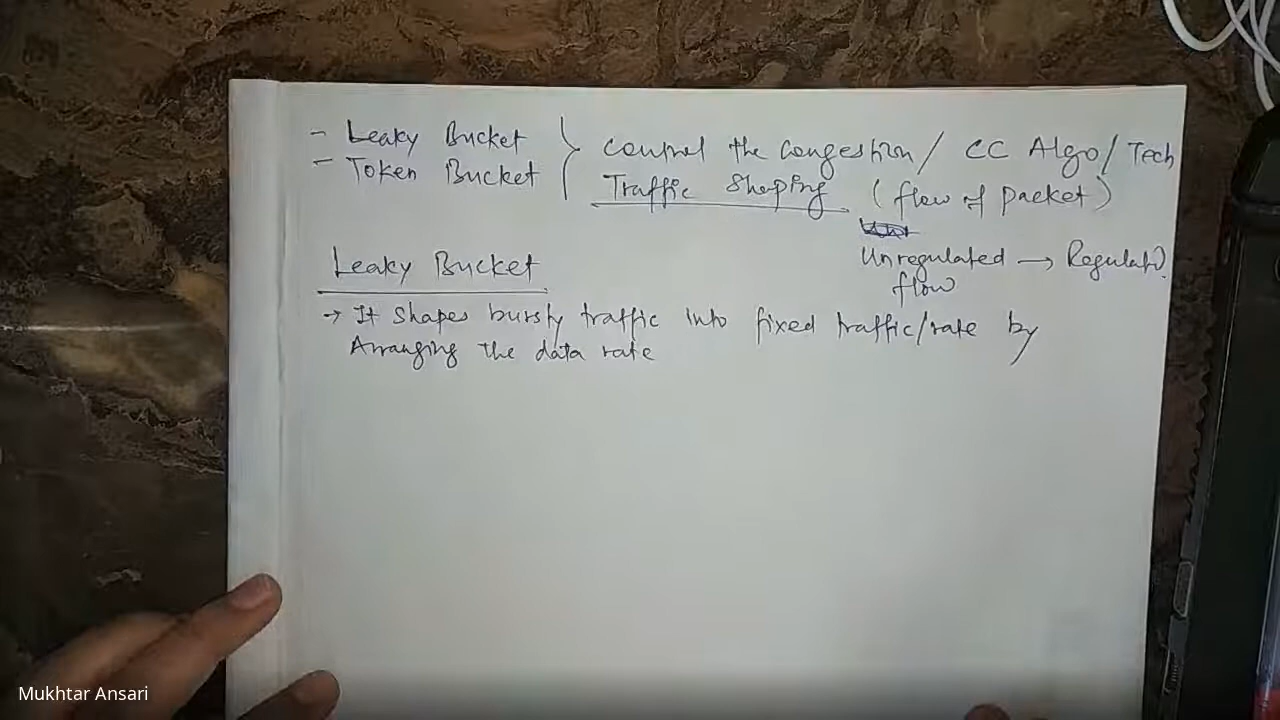 - Leaky Bucket
- Token Bucket
control the congestion / CC Algo / Tech
Traffic Shaping (flow of packet)
Unregulated → Regulated
flow
Leaky Bucket
→ It shapes bursty traffic into fixed traffic/rate by
Arranging the data rate
Mukhtar Ansari